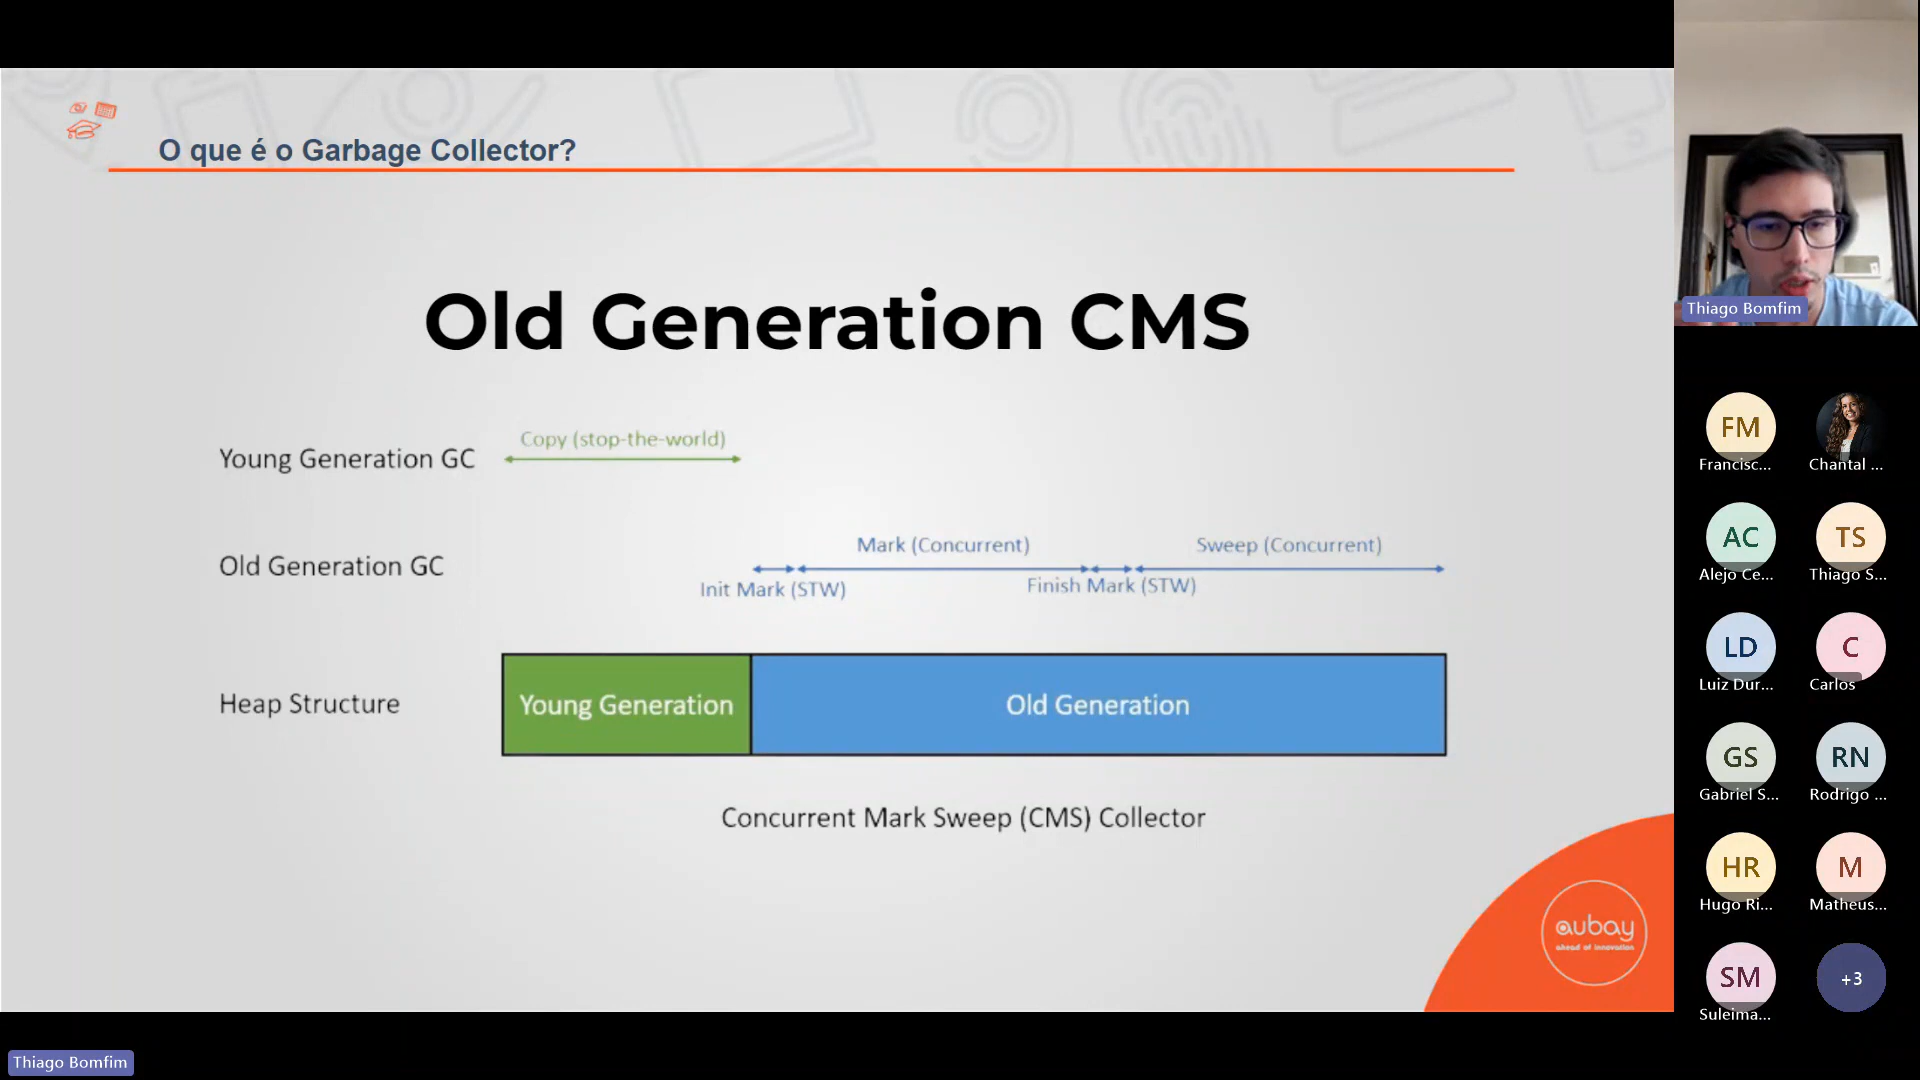 O que é o Garbage Collector?
Old Generation CMS
Young Generation GC
Copy (stop-the-world)
Old Generation GC
Mark (Concurrent)
Sweep (Concurrent)
Init Mark (STW)
Finish Mark (STW)
Heap Structure
Young Generation
Old Generation
Concurrent Mark Sweep (CMS) Collector
aubay
ahead of innovation
Thiago Bomfim
Thiago Bomfim
FM
Francisc...
Chantal ...
AC
Alejo Ce...
TS
Thiago S...
LD
Luiz Dur...
C
Carlos
GS
Gabriel S...
RN
Rodrigo ...
HR
Hugo Ri...
M
Matheus...
SM
Suleima...
+3